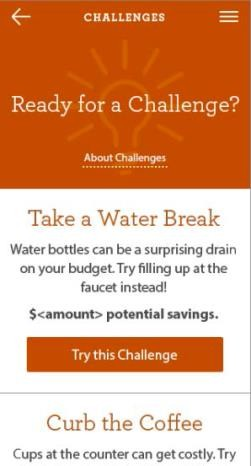 CHALLENGES
Ready for a Challenge?
About Challenges
Take a Water Break
Water bottles can be a surprising drain
on your budget. Try filling up at the
faucet instead!
$<amount> potential savings.
Try this Challenge
Curb the Coffee
Cups at the counter can get costly. Try